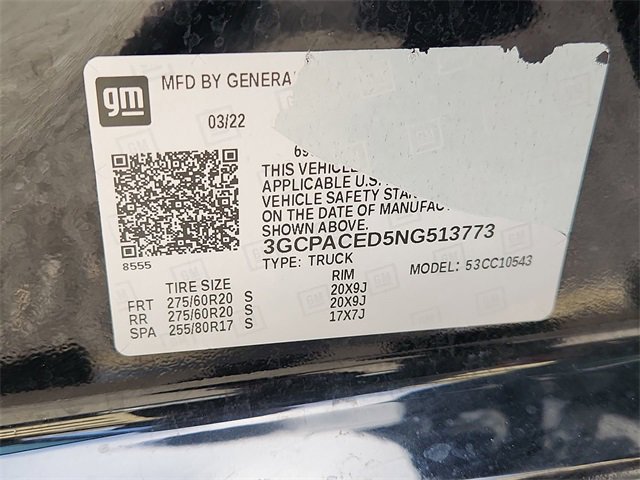 gm
MFD BY GENERA
03/22
THIS VEHICLE
APPLICABLE U.S.
VEHICLE SAFETY STAN
ON THE DATE OF MANUFAC
SHOWN ABOVE.
3GCPACED5NG513773
8555
TYPE: TRUCK MODEL: 53CC10543
TIRE SIZE RIM
FRT 275/60R20 S 20X9J
RR 275/60R20 S 20X9J
SPA 255/80R17 S 17X7J